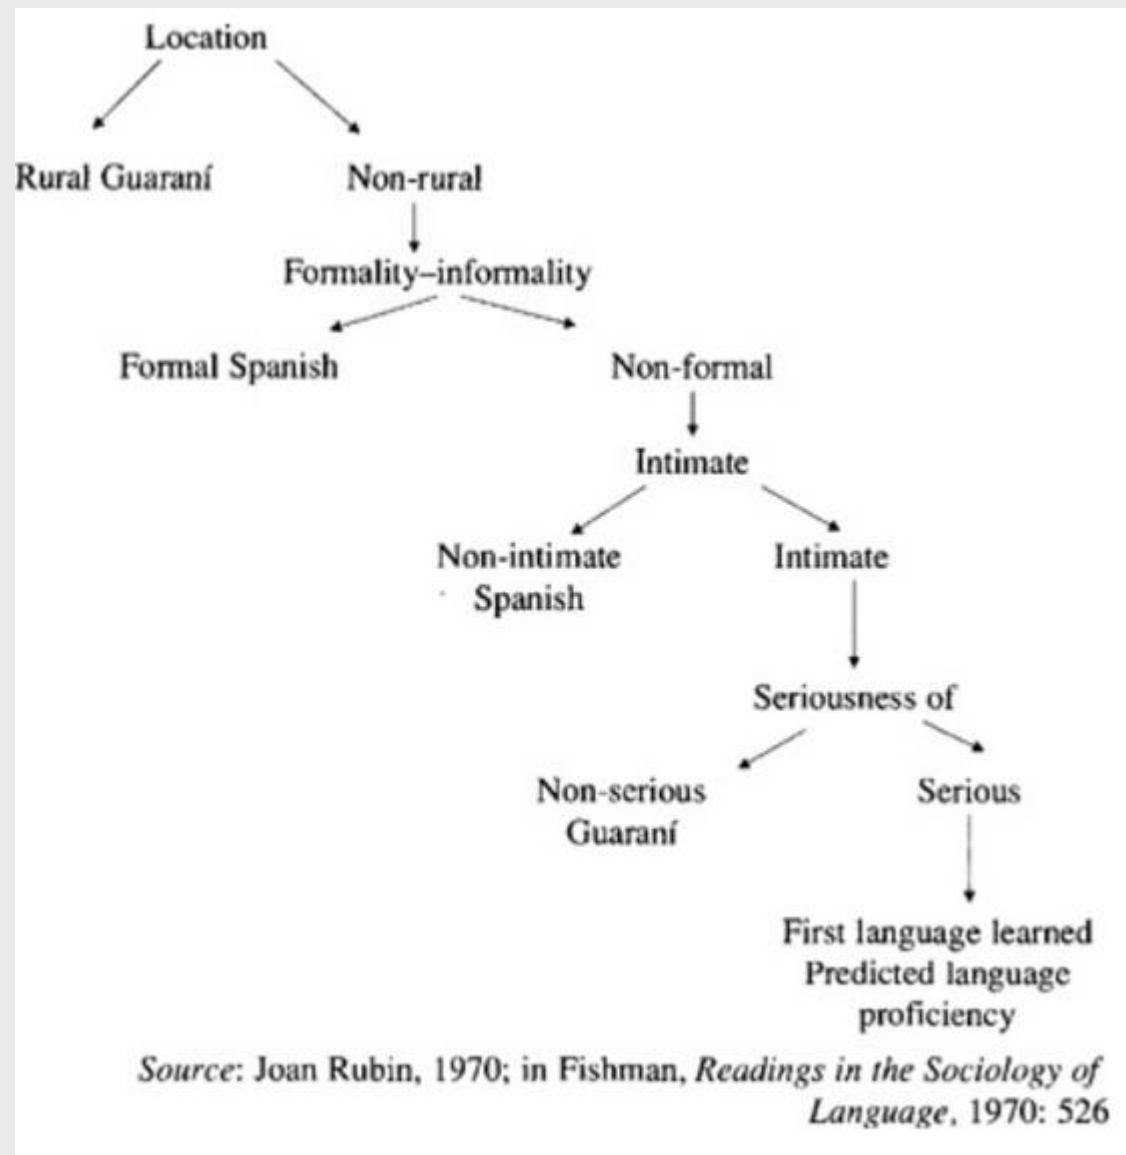 Location
Rural Guaraní Non-rural
Formality–informality
Formal Spanish Non-formal
Intimate
Non-intimate Intimate
Spanish
Seriousness of
Non-serious Serious
Guaraní
First language learned
Predicted language
proficiency
Source: Joan Rubin, 1970; in Fishman, Readings in the Sociology of
Language, 1970: 526